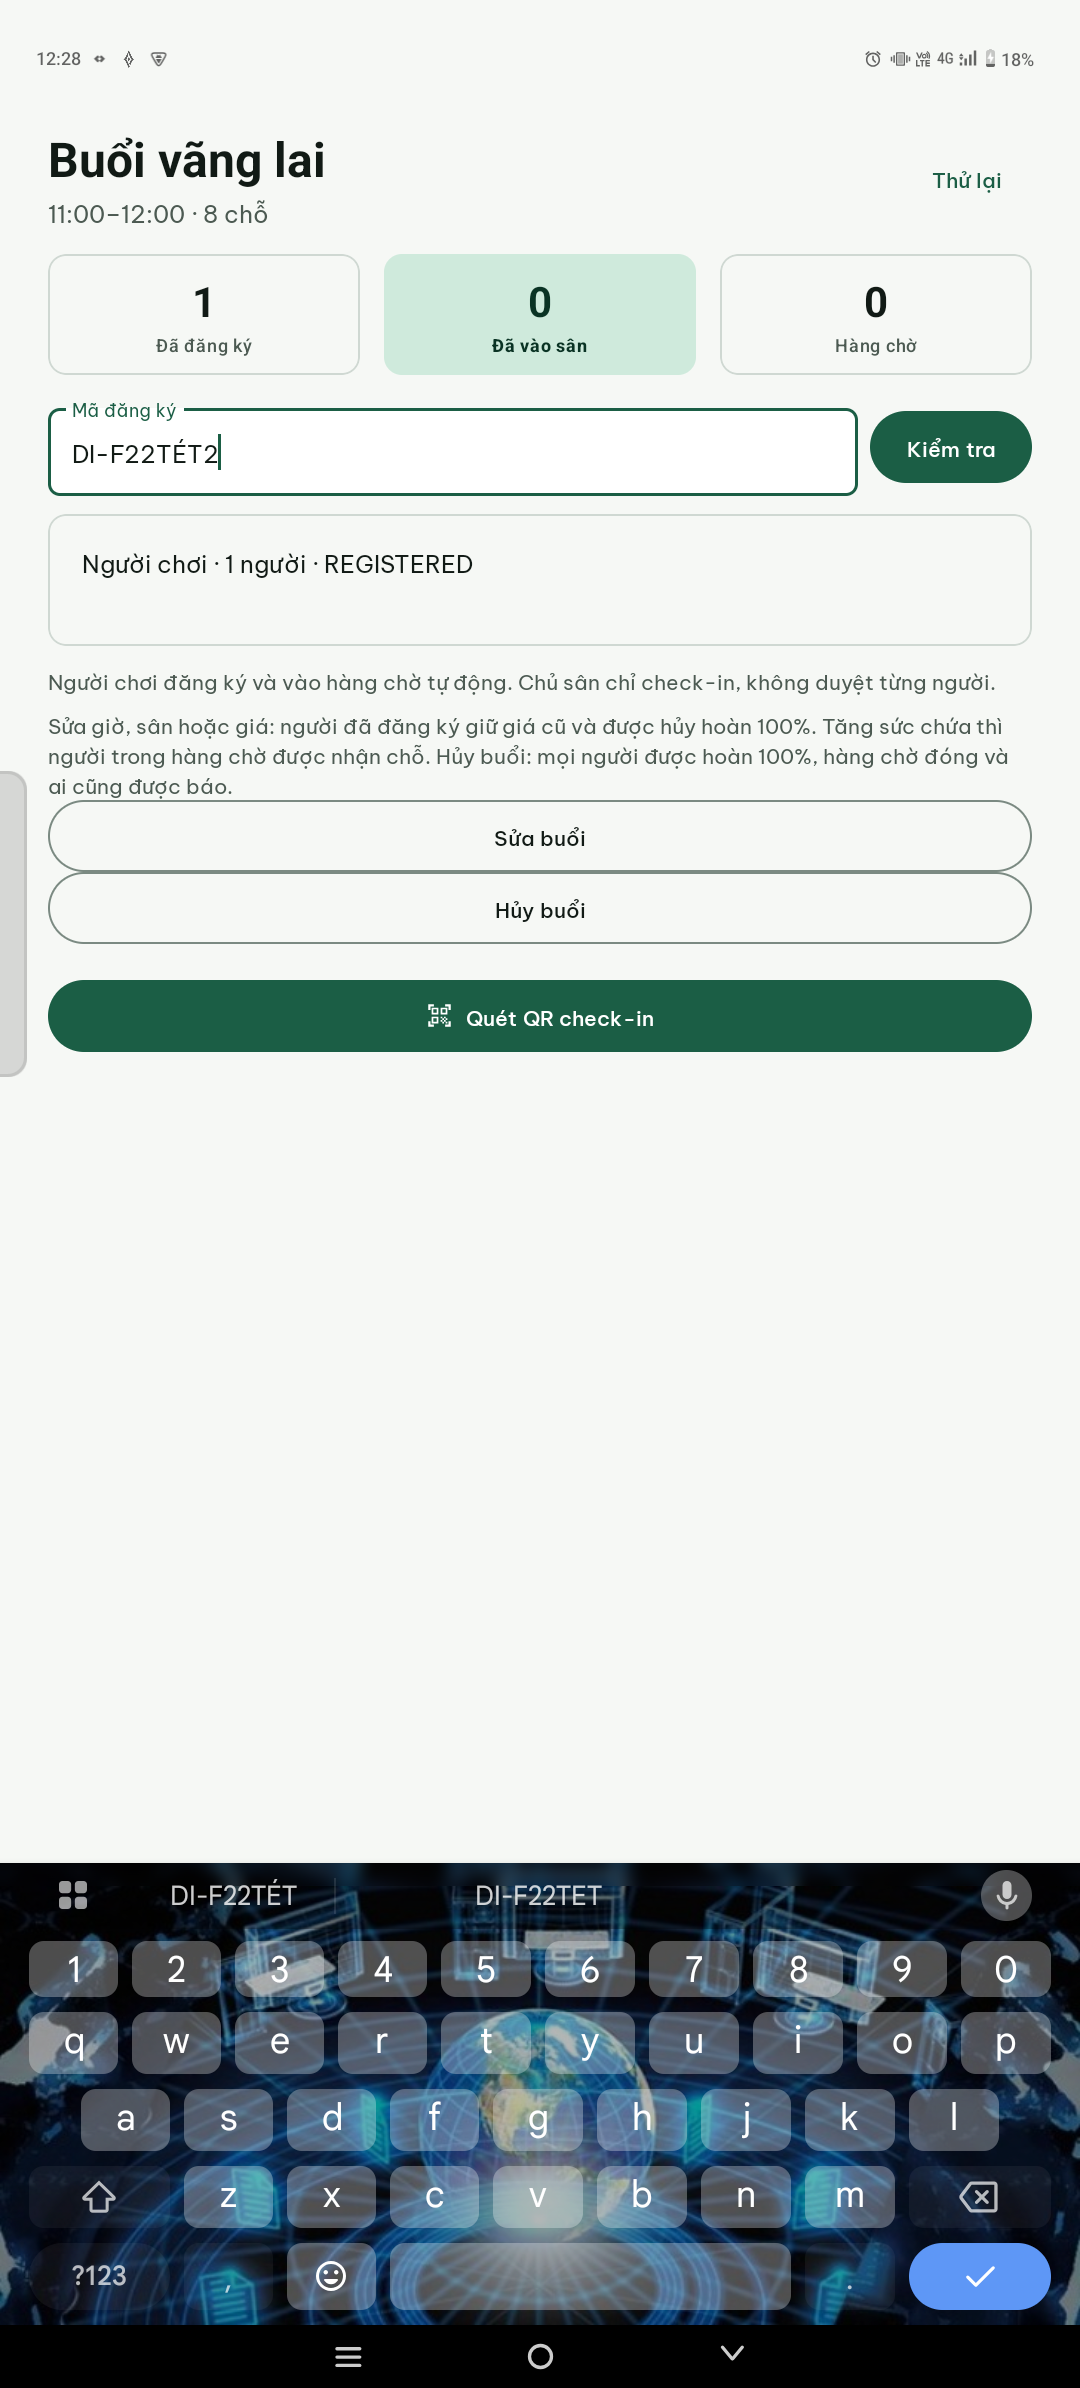 12:28
4G 18%
Buổi vãng lai
Thử lại
11:00–12:00 · 8 chỗ
1
Đã đăng ký
0
Đã vào sân
0
Hàng chờ
Mã đăng ký
DI-F22TÉT2
Kiểm tra
Người chơi · 1 người · REGISTERED
Người chơi đăng ký và vào hàng chờ tự động. Chủ sân chỉ check-in, không duyệt từng người.
Sửa giờ, sân hoặc giá: người đã đăng ký giữ giá cũ và được hủy hoàn 100%. Tăng sức chứa thì
người trong hàng chờ được nhận chỗ. Hủy buổi: mọi người được hoàn 100%, hàng chờ đóng và
ai cũng được báo.
Sửa buổi
Hủy buổi
Quét QR check-in
DI-F22TÉT DI-F22TET
1 2 3 4 5 6 7 8 9 0
q w e r t y u i o p
a s d f g h j k l
z x c v b n m
?123 , .